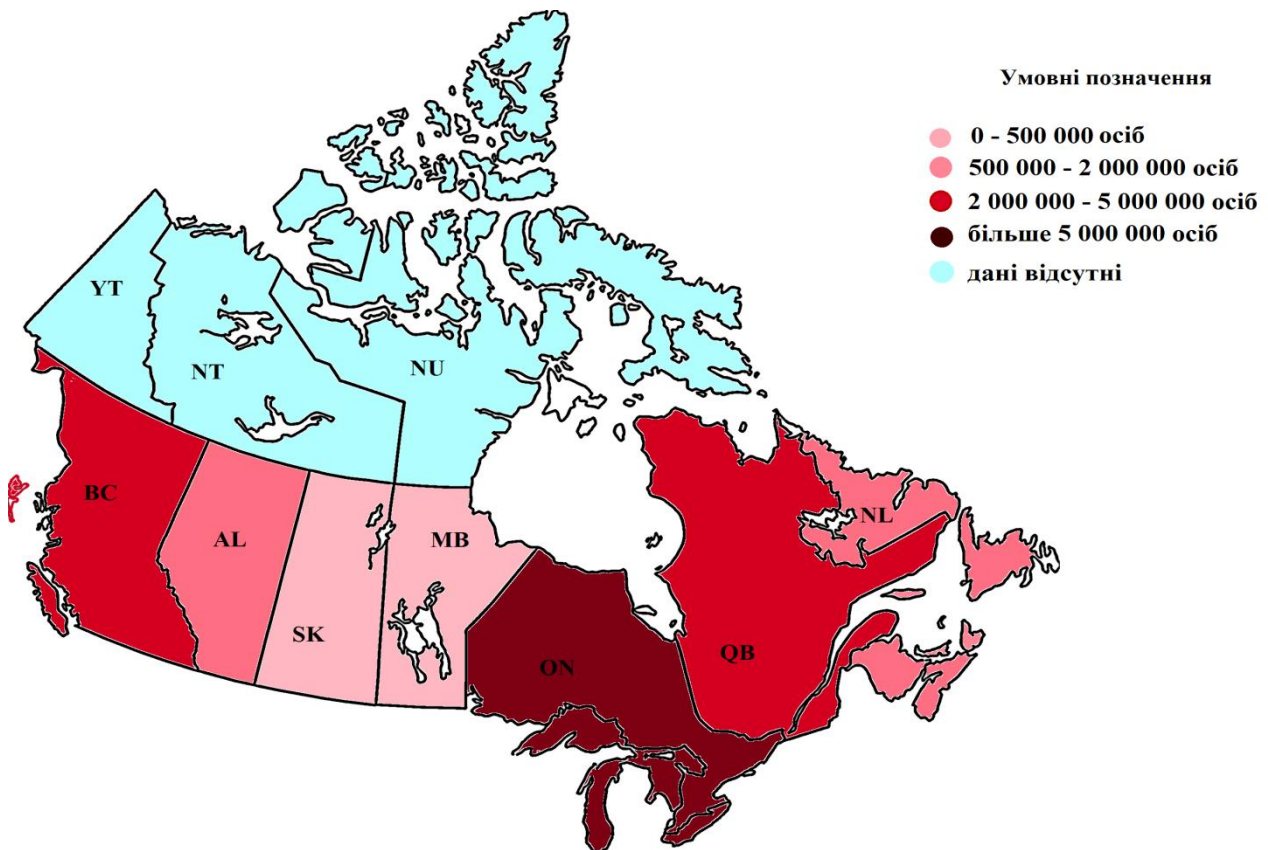 Умовні позначення
0 - 500 000 осіб
500 000 - 2 000 000 осіб
2 000 000 - 5 000 000 осіб
більше 5 000 000 осіб
дані відсутні
YT
NT
NU
BC
AL
SK
MB
ON
QB
NL